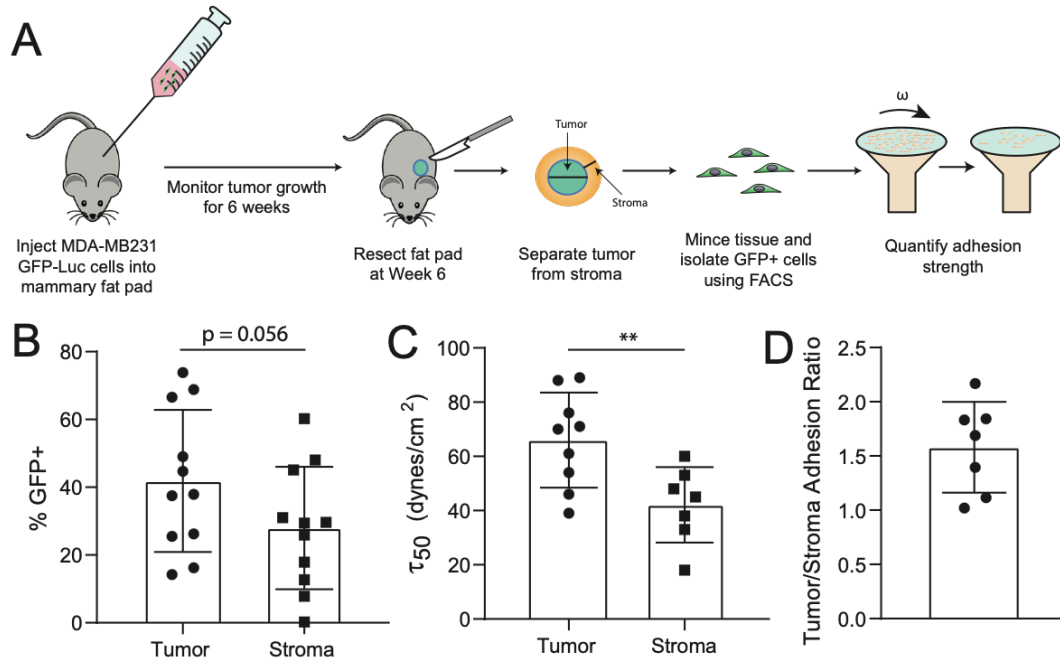 A
ω
Tumor
Stroma
Monitor tumor growth
for 6 weeks
Inject MDA-MB231
GFP-Luc cells into
mammary fat pad
Resect fat pad
at Week 6
Separate tumor
from stroma
Mince tissue and
isolate GFP+ cells
using FACS
Quantify adhesion
strength
B
p = 0.056
% GFP+
80
60
40
20
0
Tumor
Stroma
C
**
τ50 (dynes/cm²)
100
80
60
40
20
0
Tumor
Stroma
D
Tumor/Stroma Adhesion Ratio
2.5
2.0
1.5
1.0
0.5
0.0